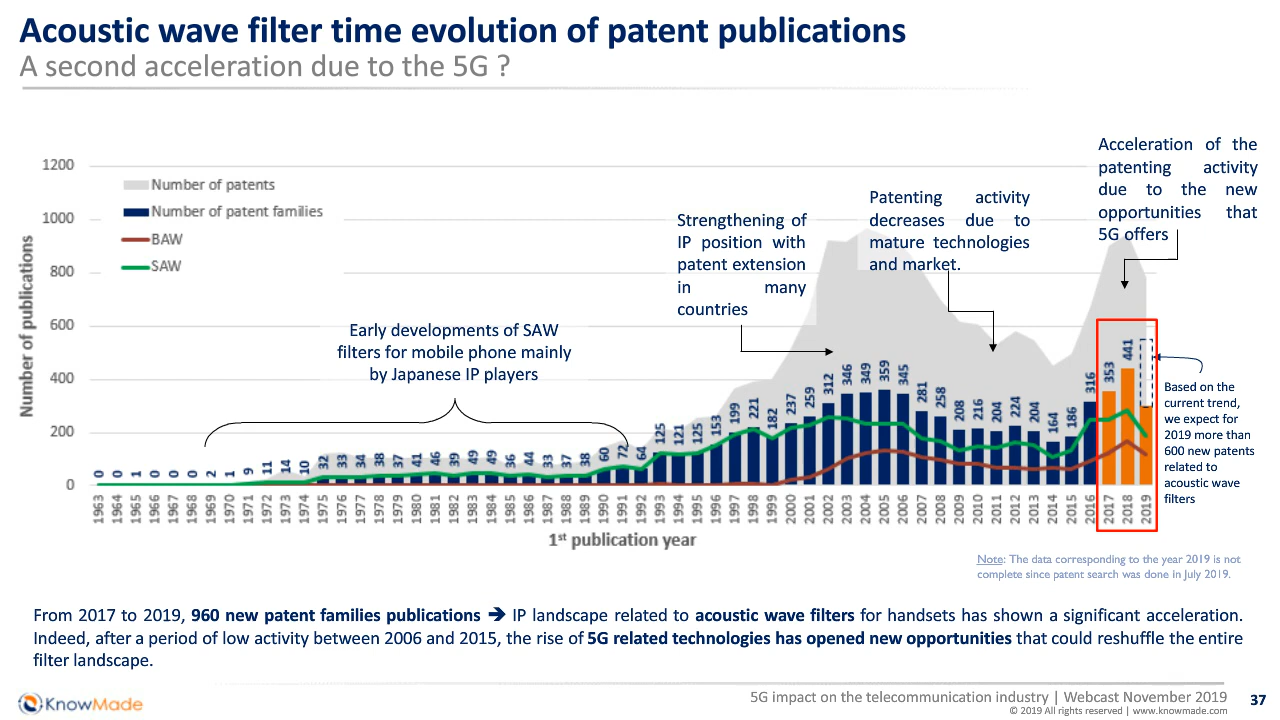 Acoustic wave filter time evolution of patent publications
A second acceleration due to the 5G ?
Acceleration of the
patenting activity
due to the new
opportunities that
5G offers
Patenting activity
decreases due to
mature technologies
and market.
Strengthening of
IP position with
patent extension
in many
countries
Early developments of SAW
filters for mobile phone mainly
by Japanese IP players
Number of publications
1200
1000
800
600
400
200
0
Number of patents
Number of patent families
BAW
SAW
0 0 1 0 0 0 2 1 9 11 14 10 32 33 34 38 37 41 46 39 49 49 36 44 33 37 38 60 72 64 125 121 125 153 199 221 182 237 259 312 346 349 359 345 281 258 208 216 204 224 204 164 186 316 353 441
1963 1964 1965 1966 1967 1968 1969 1970 1971 1972 1973 1974 1975 1976 1977 1978 1979 1980 1981 1982 1983 1984 1985 1986 1987 1988 1989 1990 1991 1992 1993 1994 1995 1996 1997 1998 1999 2000 2001 2002 2003 2004 2005 2006 2007 2008 2009 2010 2011 2012 2013 2014 2015 2016 2017 2018 2019
1st publication year
Based on the
current trend,
we expect for
2019 more than
600 new patents
related to
acoustic wave
filters
Note: The data corresponding to the year 2019 is not
complete since patent search was done in July 2019.
From 2017 to 2019, 960 new patent families publications ➔ IP landscape related to acoustic wave filters for handsets has shown a significant acceleration.
Indeed, after a period of low activity between 2006 and 2015, the rise of 5G related technologies has opened new opportunities that could reshuffle the entire
filter landscape.
KnowMade
5G impact on the telecommunication industry | Webcast November 2019
© 2019 All rights reserved | www.knowmade.com
37